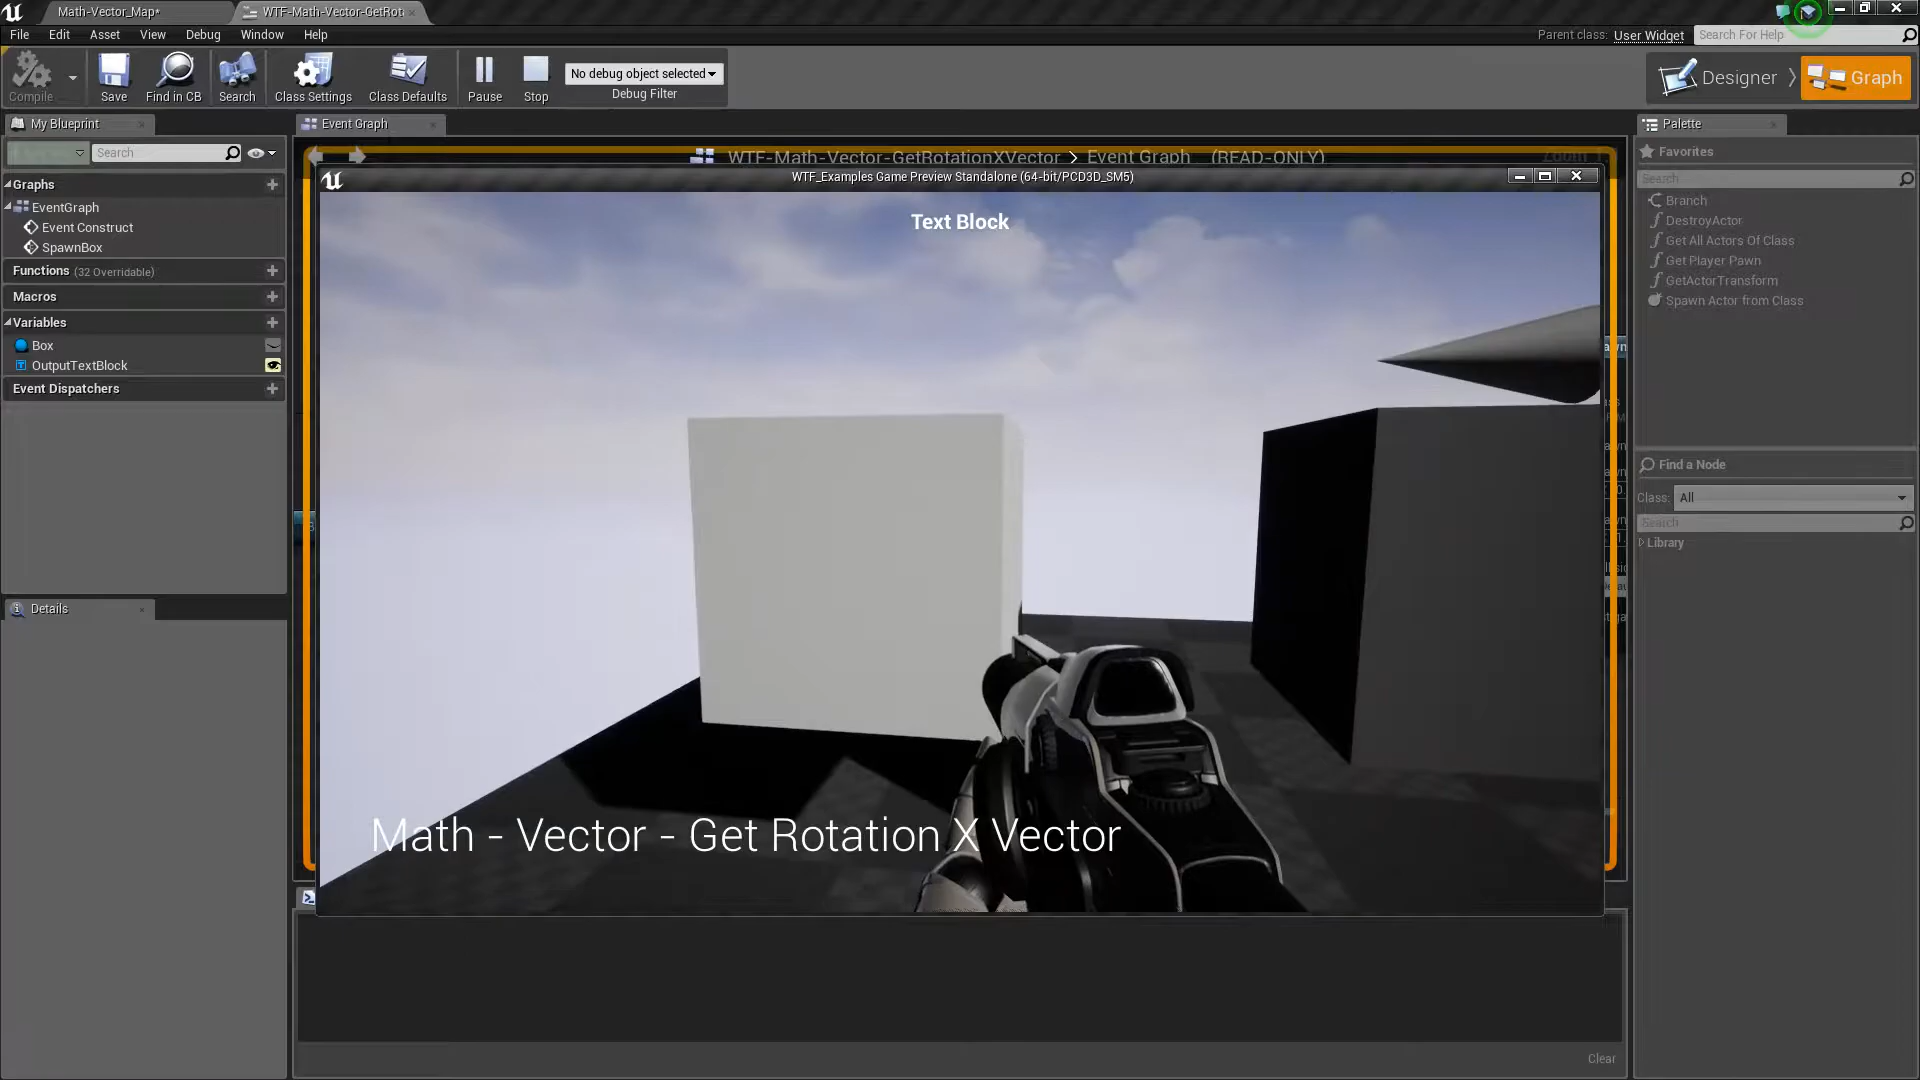 Math-Vector_Map*
WTF-Math-Vector-GetRot
File Edit Asset View Debug Window Help
Parent class: User Widget
Search For Help
Compile
Save
Find in CB
Search
Class Settings
Class Defaults
Pause
Stop
No debug object selected
Debug Filter
Designer
Graph
My Blueprint
Search
Graphs
EventGraph
Event Construct
SpawnBox
Functions (32 Overridable)
Macros
Variables
Box
OutputTextBlock
Event Dispatchers
Details
Event Graph
WTF-Math-Vector-GetRotationXVector > Event Graph (READ-ONLY)
WTF_Examples Game Preview Standalone (64-bit/PCD3D_SM5)
Text Block
Math - Vector - Get Rotation X Vector
Clear
Palette
Favorites
Search
Branch
DestroyActor
Get All Actors Of Class
Get Player Pawn
GetActorTransform
Spawn Actor from Class
Find a Node
Class: All
Search
Library